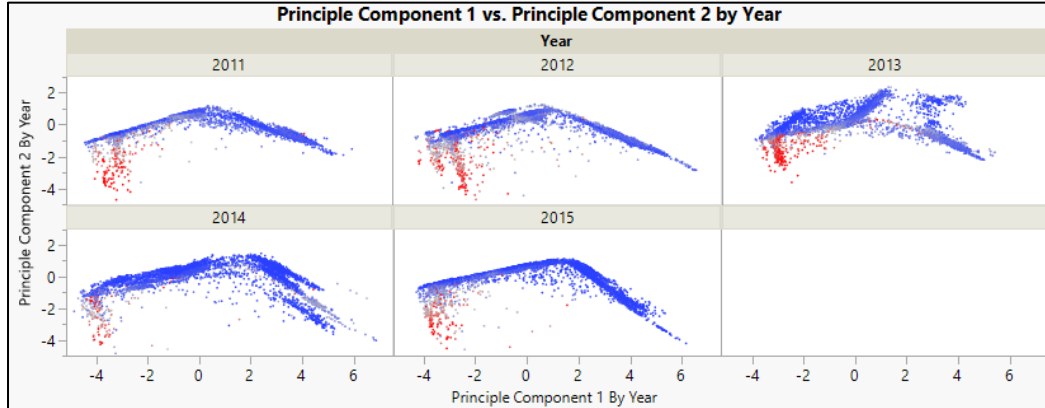 Principle Component 1 vs. Principle Component 2 by Year
Year
2011 2012 2013
2
0
-2
-4
2014 2015
2
0
-2
-4
Principle Component 2 By Year
-4 -2 0 2 4 6 -4 -2 0 2 4 6 -4 -2 0 2 4 6
Principle Component 1 By Year